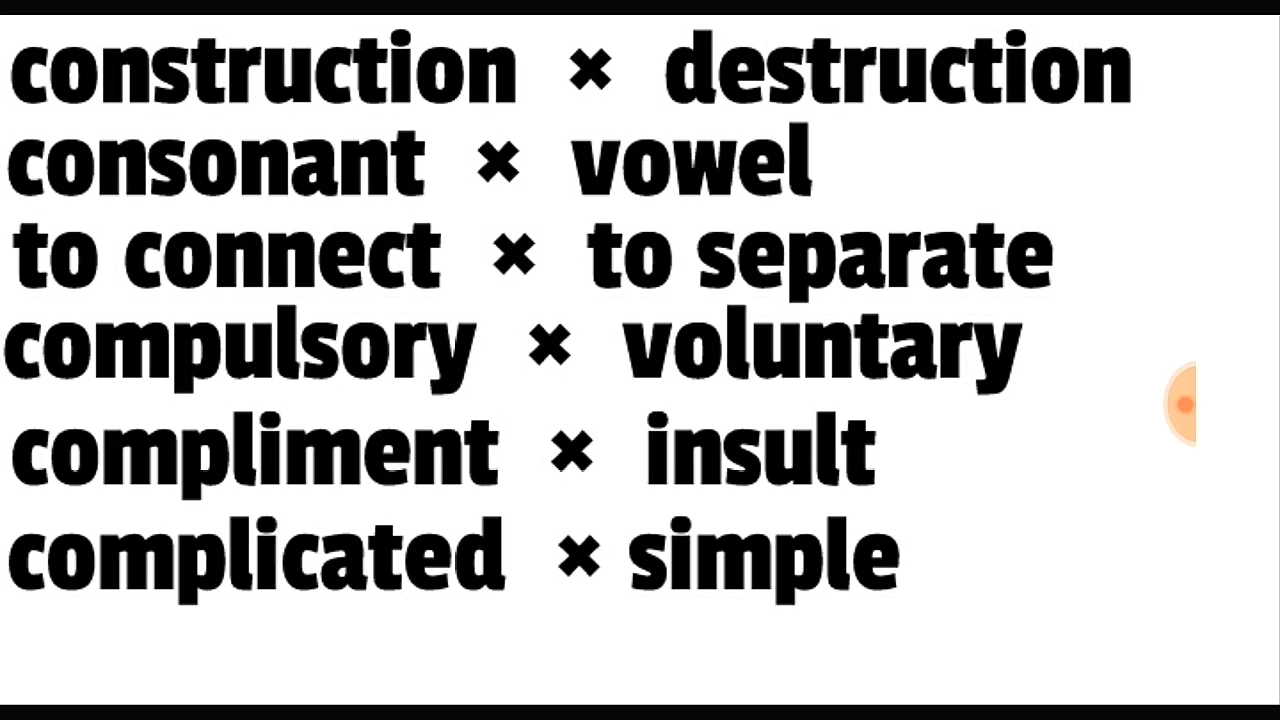 construction × destruction
consonant × vowel
to connect × to separate
compulsory × voluntary
compliment × insult
complicated × simple